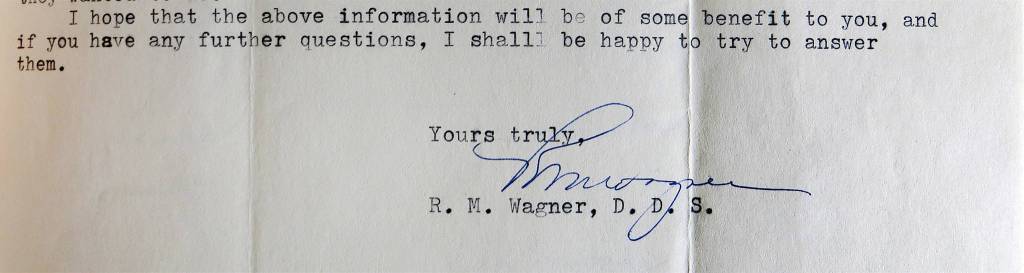 I hope that the above information will be of some benefit to you, and
if you have any further questions, I shall be happy to try to answer
them.
Yours truly,
R M Wagner
R. M. Wagner, D. D. S.